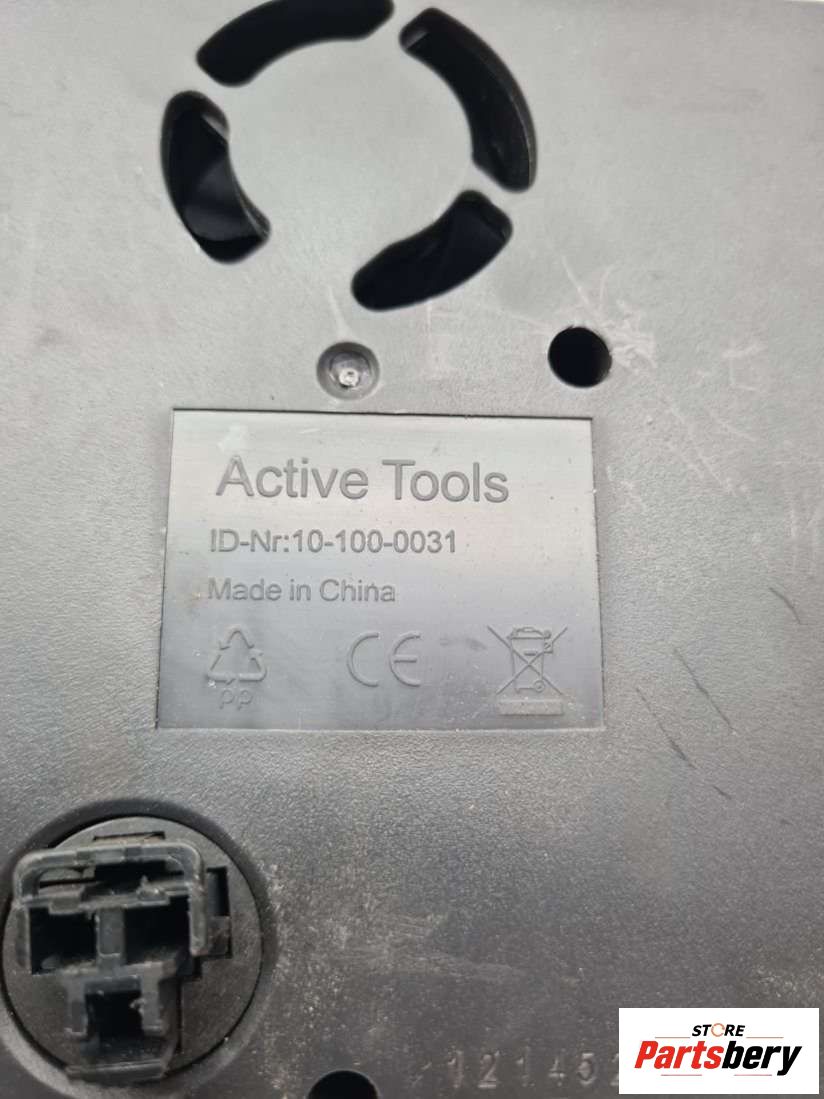 Active Tools
ID-Nr:10-100-0031
Made in China
PP
CE
STORE
Partsbery